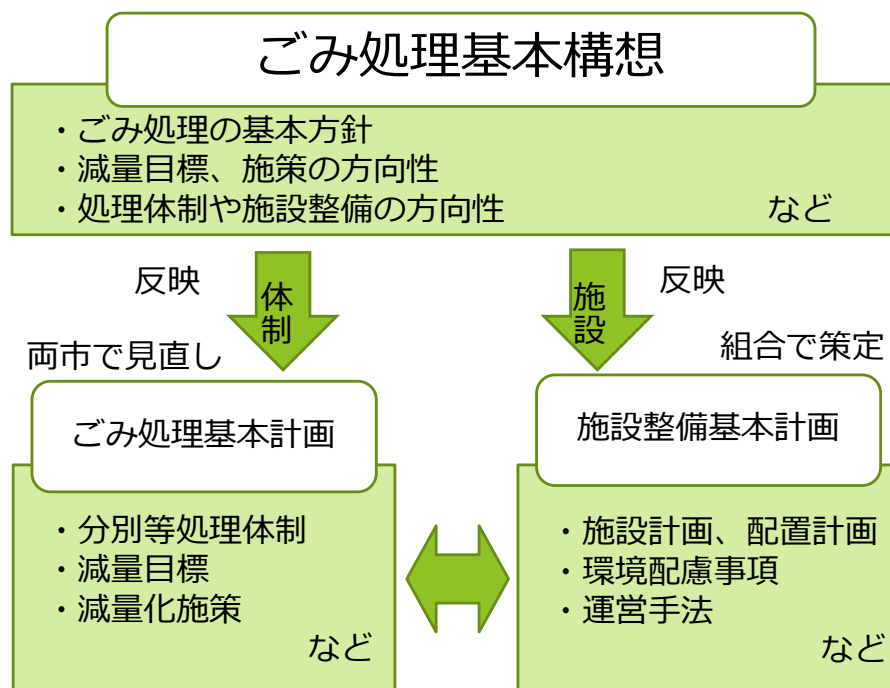 ごみ処理基本構想
・ごみ処理の基本方針
・減量目標、施策の方向性
・処理体制や施設整備の方向性 など
反映
体制
施設
反映
両市で見直し
組合で策定
ごみ処理基本計画
・分別等処理体制
・減量目標
・減量化施策
など
施設整備基本計画
・施設計画、配置計画
・環境配慮事項
・運営手法
など